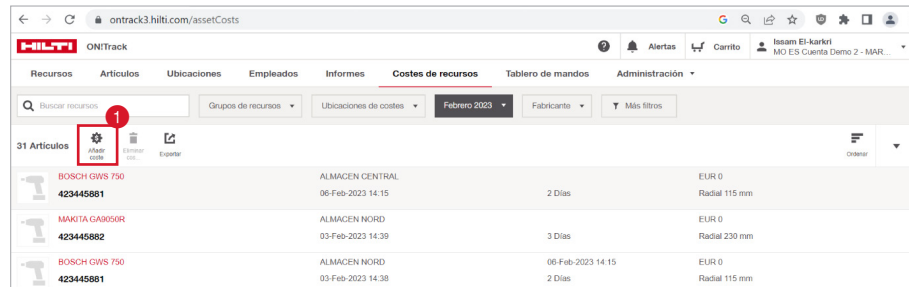 ontrack3.hilti.com/assetCosts
HILTI ON!Track Alertas Carrito Issam El-karkri
MO ES Cuenta Demo 2 - MAR...
Recursos Artículos Ubicaciones Empleados Informes Costes de recursos Tablero de mandos Administración
Buscar recursos Grupos de recursos Ubicaciones de costes Febrero 2023 Fabricante Más filtros
1
31 Artículos Añadir coste Eliminar cos... Exportar Ordenar
BOSCH GWS 750 ALMACEN CENTRAL EUR 0
423445881 06-Feb-2023 14:15 2 Días Radial 115 mm
MAKITA GA9050R ALMACEN NORD EUR 0
423445882 03-Feb-2023 14:39 3 Días Radial 230 mm
BOSCH GWS 750 ALMACEN NORD 06-Feb-2023 14:15 EUR 0
423445881 03-Feb-2023 14:38 2 Días Radial 115 mm